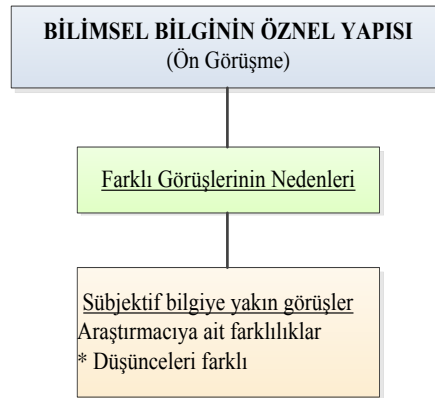 BİLİMSEL BİLGİNİN ÖZNEL YAPISI
(Ön Görüşme)
Farklı Görüşlerinin Nedenleri
Sübjektif bilgiye yakın görüşler
Araştırmacıya ait farklılıklar
* Düşünceleri farklı